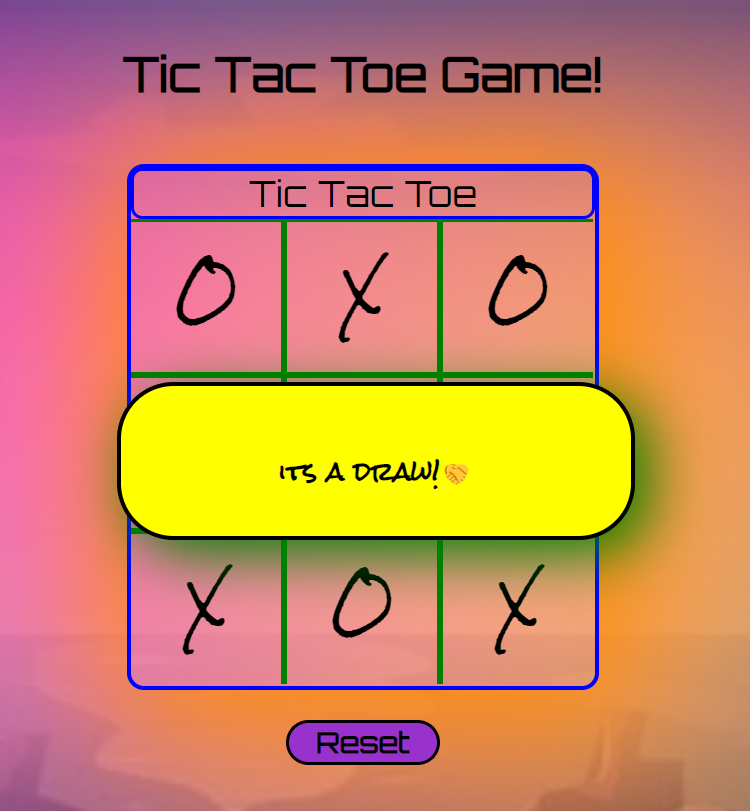 Tic Tac Toe Game!
Tic Tac Toe
O X O
ITS A DRAW!🤝
X O X
Reset